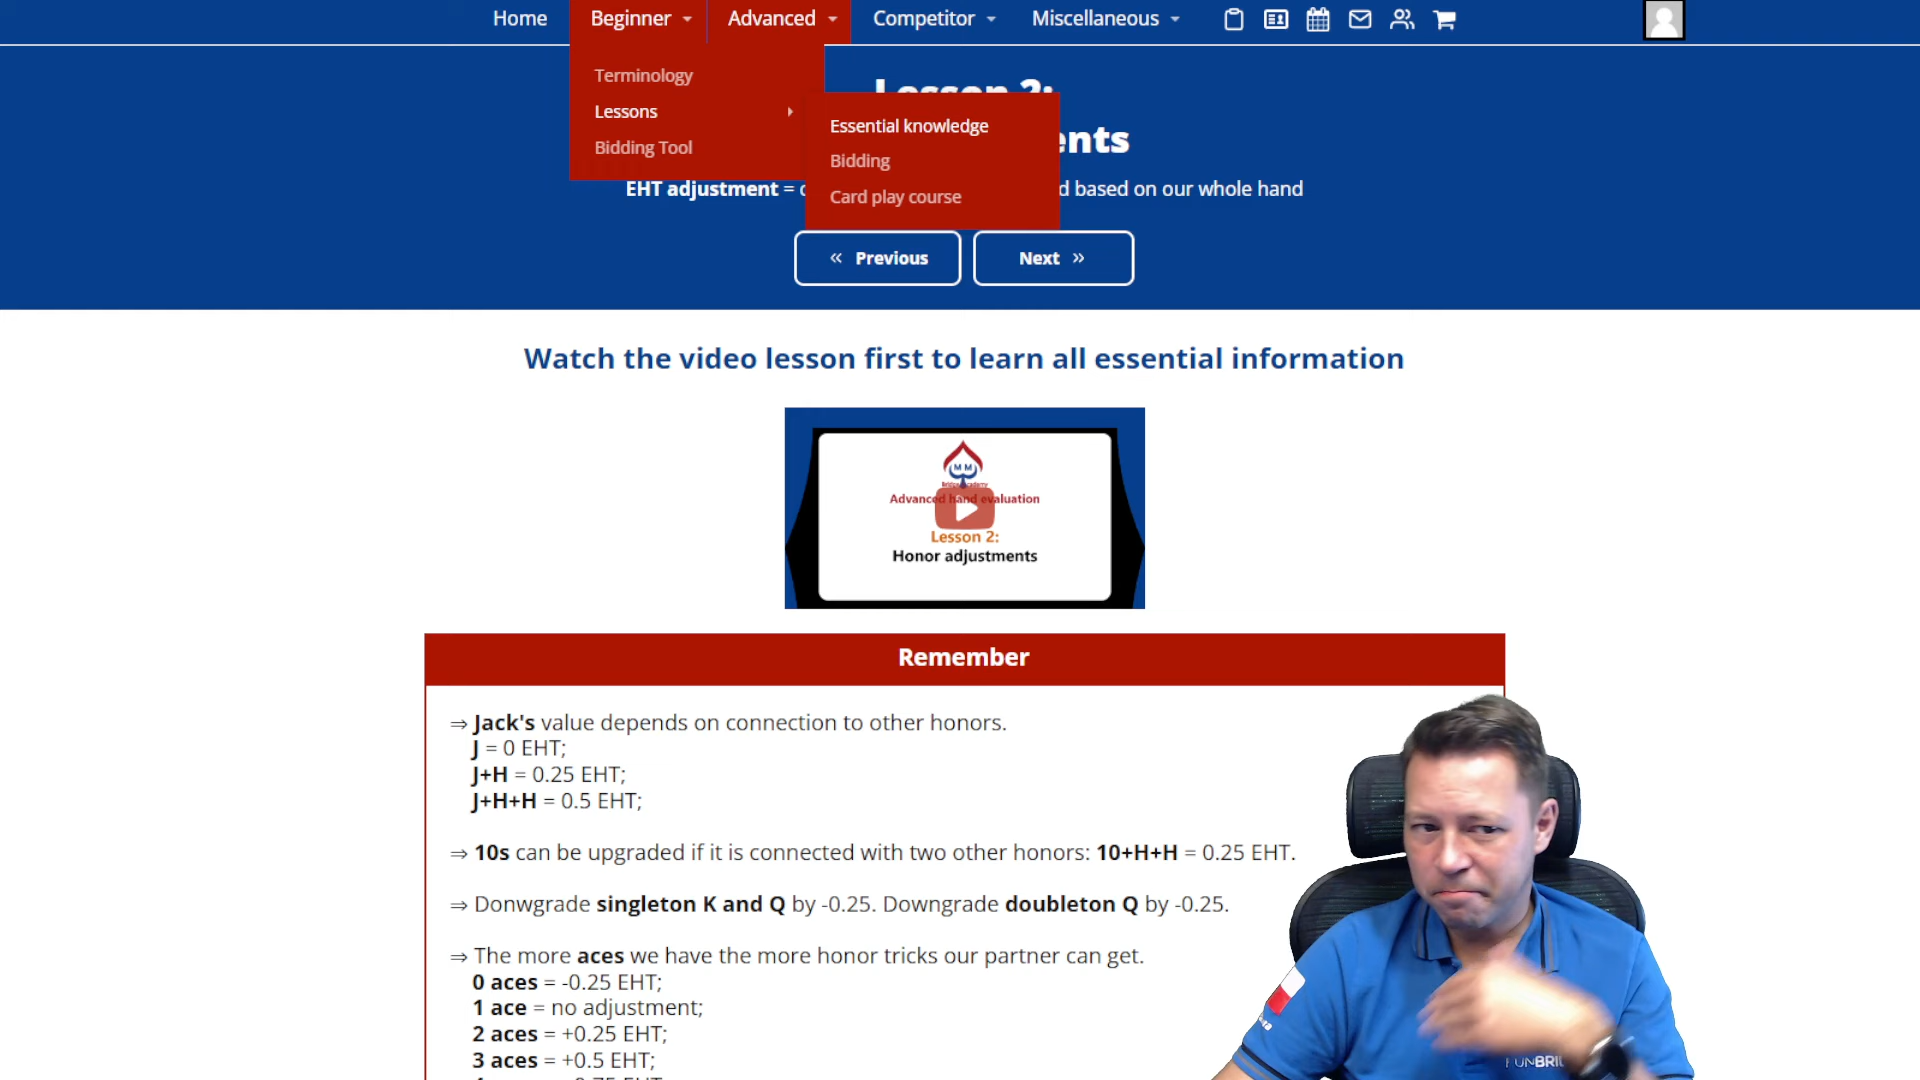 Home
Beginner
Advanced
Competitor
Miscellaneous
Terminology
Lessons
Bidding Tool
Essential knowledge
Bidding
Card play course
Lesson 2:
ents
EHT adjustment =
d based on our whole hand
« Previous
Next »
Watch the video lesson first to learn all essential information
M M
Advanced hand evaluation
Lesson 2:
Honor adjustments
Remember
⇒ Jack's value depends on connection to other honors.
J = 0 EHT;
J+H = 0.25 EHT;
J+H+H = 0.5 EHT;
⇒ 10s can be upgraded if it is connected with two other honors: 10+H+H = 0.25 EHT.
⇒ Donwgrade singleton K and Q by -0.25. Downgrade doubleton Q by -0.25.
⇒ The more aces we have the more honor tricks our partner can get.
0 aces = -0.25 EHT;
1 ace = no adjustment;
2 aces = +0.25 EHT;
3 aces = +0.5 EHT;